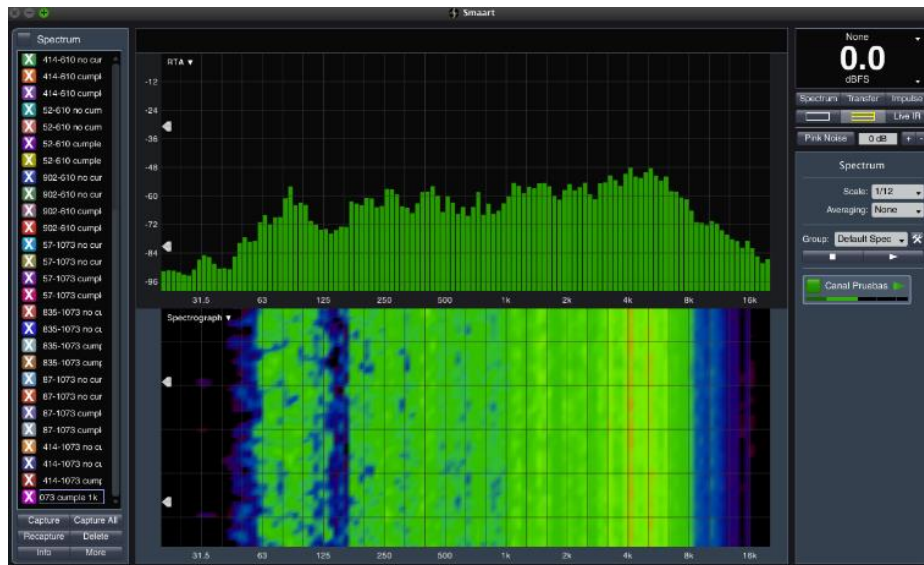 Smaart
Spectrum
414-610 no cur
414-610 cumpl
414-610 cumpl
52-610 no cum
52-610 no cum
52-610 cumple
52-610 cumple
902-610 no cur
902-610 no cur
902-610 cumpl
902-610 cumpl
57-1073 no cur
57-1073 no cur
57-1073 cumpl
57-1073 cumpl
835-1073 no cu
835-1073 no cu
835-1073 cump
835-1073 cump
87-1073 no cur
87-1073 no cur
87-1073 cumpl
87-1073 cumpl
414-1073 no cu
414-1073 no cu
414-1073 cump
073 cumple 1k
Capture Capture All
Recapture Delete
Info More
RTA
-12
-24
-36
-48
-60
-72
-84
-96
31.5 63 125 250 500 1k 2k 4k 8k 16k
Spectrograph
31.5 63 125 250 500 1k 2k 4k 8k 16k
None
0.0
dBFS
Spectrum Transfer Impulse
Live IR
Pink Noise 0 dB + -
Spectrum
Scale: 1/12
Averaging: None
Group: Default Spec
Canal Pruebas